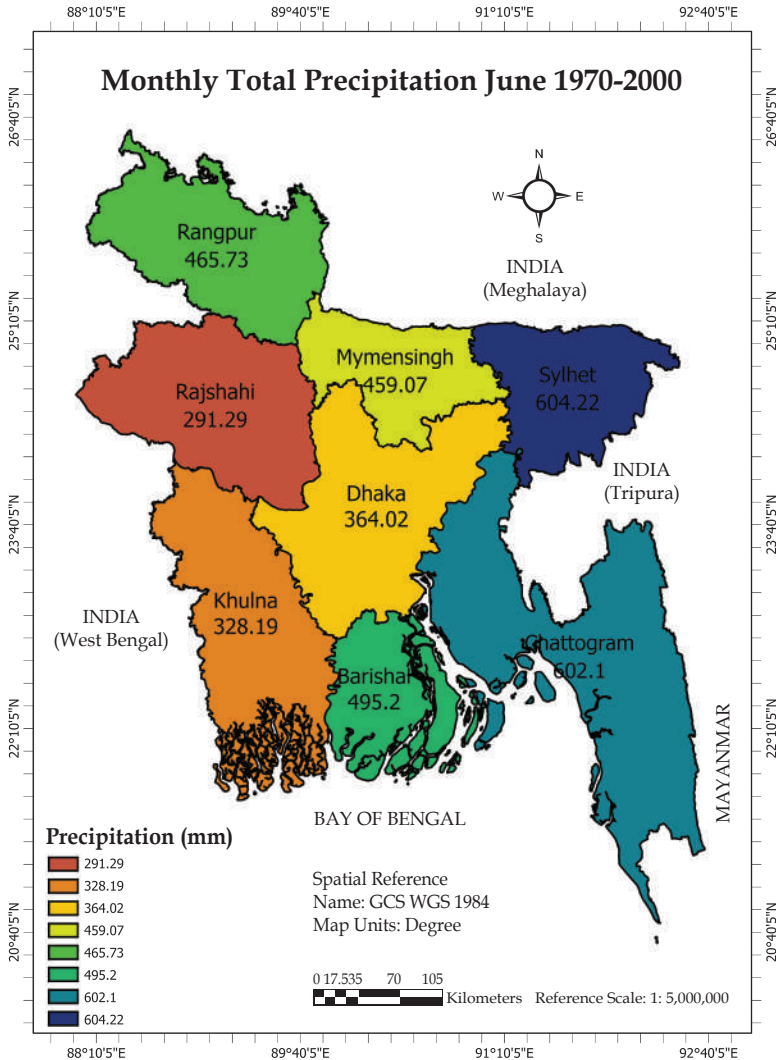 88°10'5"E 89°40'5"E 91°10'5"E 92°40'5"E
Monthly Total Precipitation June 1970-2000
26°40'5"N 26°40'5"N
N
W E
S
Rangpur
465.73
INDIA
(Meghalaya)
25°10'5"N 25°10'5"N
Mymensingh
459.07
Sylhet
604.22
Rajshahi
291.29
INDIA
(Tripura)
Dhaka
364.02
23°40'5"N 23°40'5"N
Khulna
328.19
INDIA
(West Bengal)
Chattogram
602.1
Barishal
495.2
22°10'5"N 22°10'5"N
MAYANMAR
BAY OF BENGAL
Precipitation (mm)
291.29
328.19
364.02
459.07
465.73
495.2
602.1
604.22
Spatial Reference
Name: GCS WGS 1984
Map Units: Degree
20°40'5"N 20°40'5"N
0 17.535 70 105
Kilometers Reference Scale: 1: 5,000,000
88°10'5"E 89°40'5"E 91°10'5"E 92°40'5"E